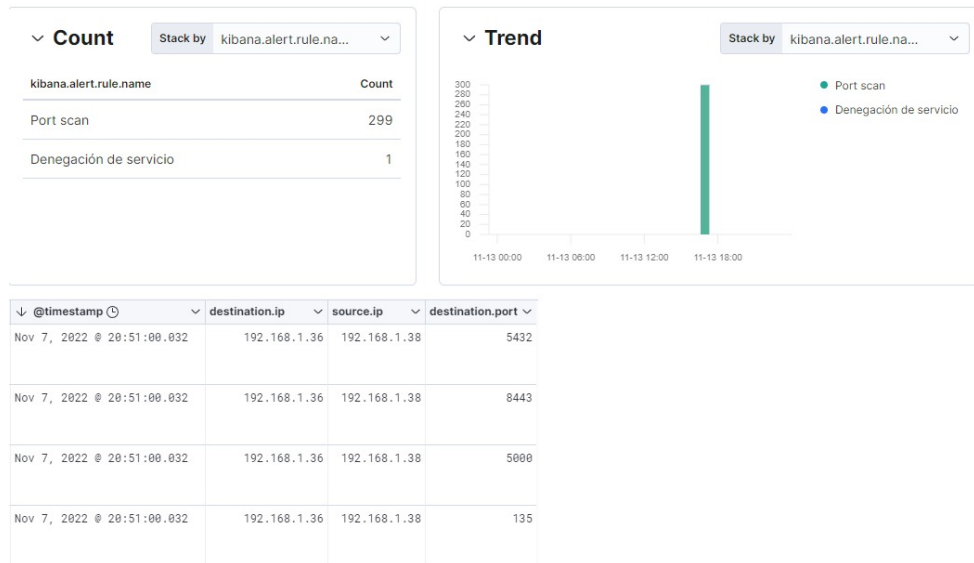 Count
Stack by kibana.alert.rule.na...
kibana.alert.rule.name Count
Port scan 299
Denegación de servicio 1
Trend
Stack by kibana.alert.rule.na...
300
280
260
240
220
200
180
160
140
120
100
80
60
40
20
0
11-13 00:00 11-13 06:00 11-13 12:00 11-13 18:00
Port scan
Denegación de servicio
@timestamp destination.ip source.ip destination.port
Nov 7, 2022 @ 20:51:00.032 192.168.1.36 192.168.1.38 5432
Nov 7, 2022 @ 20:51:00.032 192.168.1.36 192.168.1.38 8443
Nov 7, 2022 @ 20:51:00.032 192.168.1.36 192.168.1.38 5000
Nov 7, 2022 @ 20:51:00.032 192.168.1.36 192.168.1.38 135